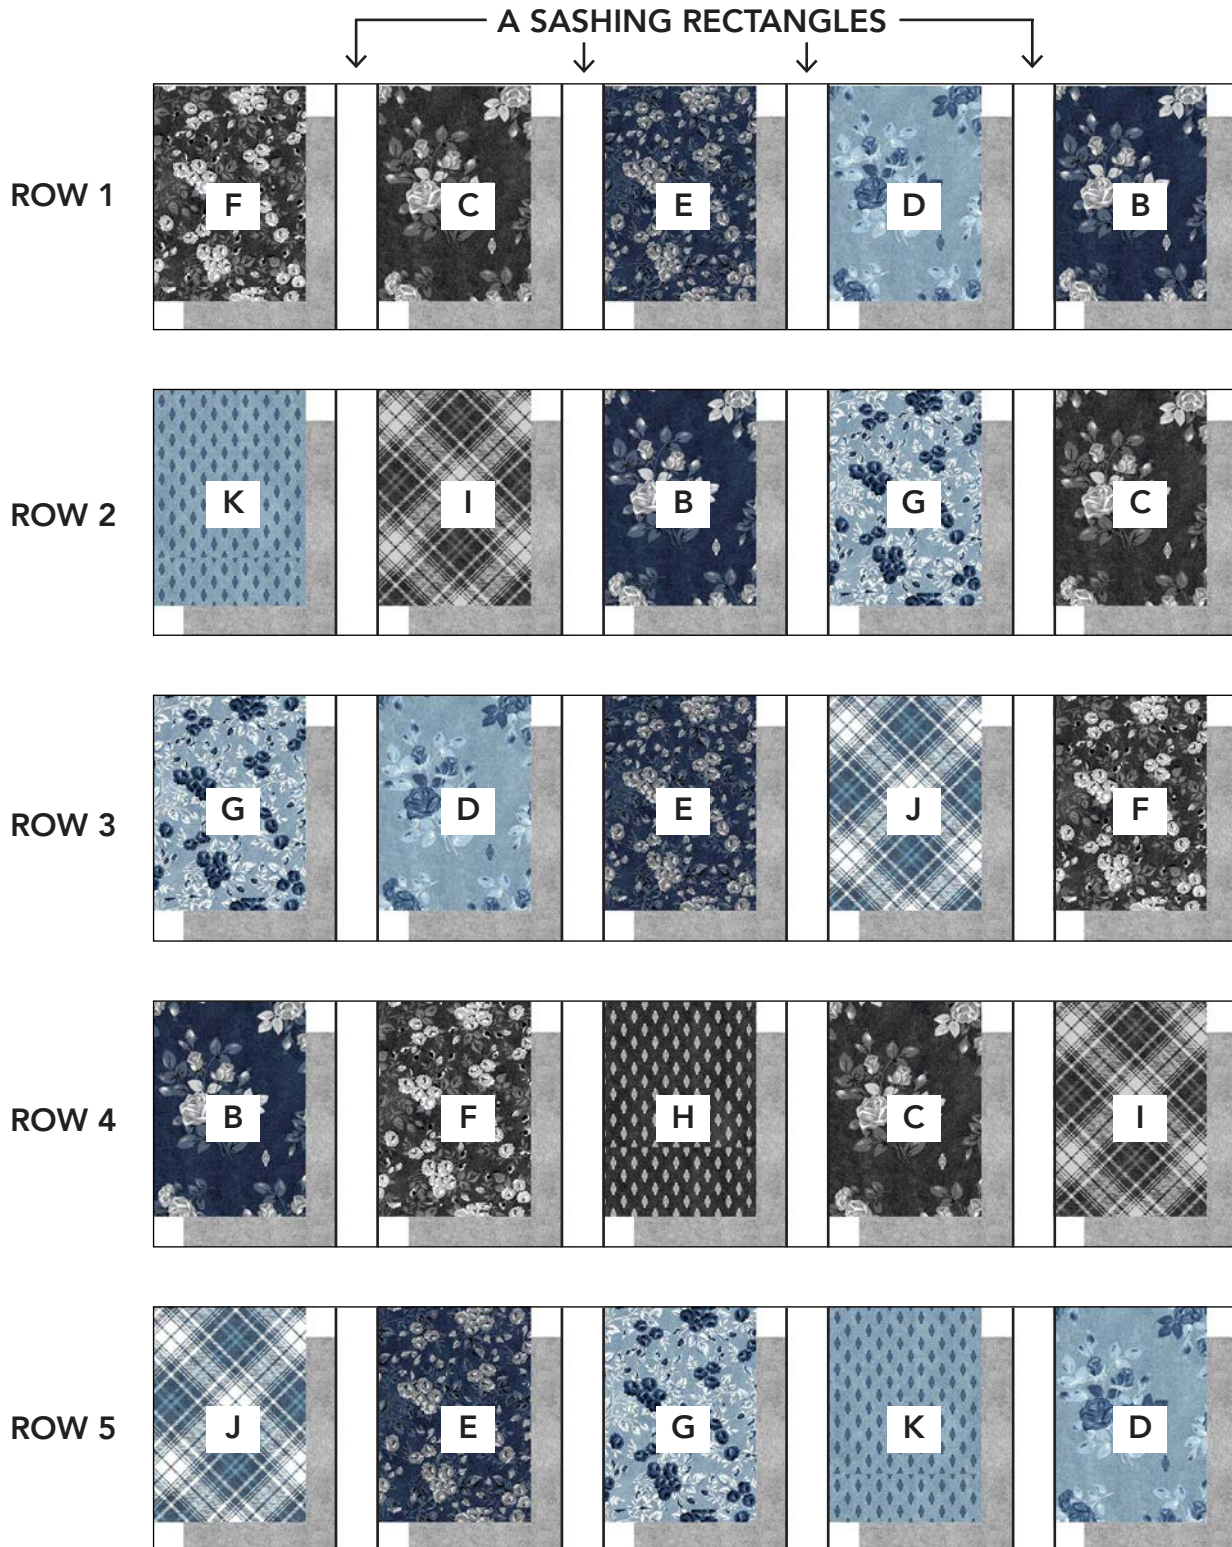 A SASHING RECTANGLES
ROW 1 F C E D B
ROW 2 K I B G C
ROW 3 G D E J F
ROW 4 B F H C I
ROW 5 J E G K D